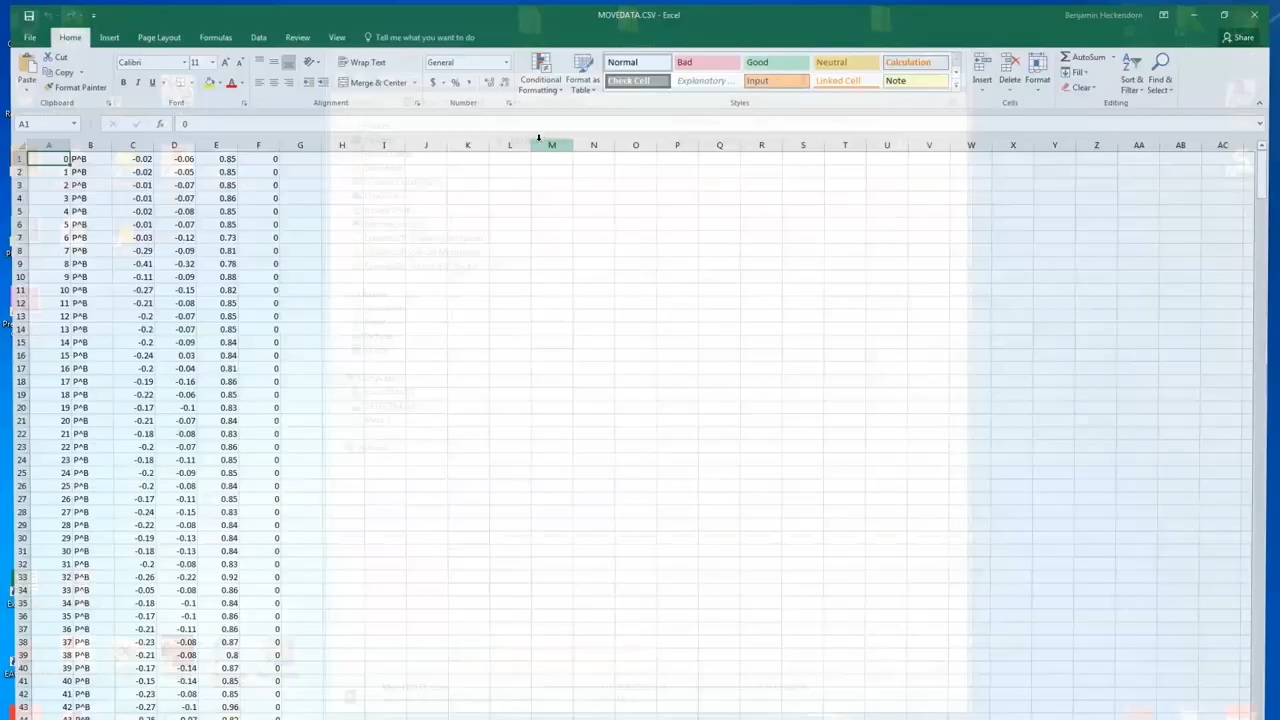 MOVEDATA.CSV - Excel
Benjamin Heckendorn
File Home Insert Page Layout Formulas Data Review View Tell me what you want to do Share
Paste Cut Copy Format Painter Clipboard
Calibri 11 Font
Wrap Text Merge & Center Alignment
General $ % , Number
Conditional Formatting Format as Table
Normal Bad Good Neutral Calculation
Check Cell Explanatory ... Input Linked Cell Note
Styles
Insert Delete Format Cells
AutoSum Fill Clear Sort & Filter Find & Select Editing
A1 fx 0
A B C D E F G H I J K L M N O P Q R S T U V W X Y Z AA AB AC
1 0 P^B -0.02 -0.06 0.85 0
2 1 P^B -0.02 -0.05 0.85 0
3 2 P^B -0.01 -0.07 0.85 0
4 3 P^B -0.01 -0.07 0.86 0
5 4 P^B -0.02 -0.08 0.85 0
6 5 P^B -0.01 -0.07 0.85 0
7 6 P^B -0.03 -0.12 0.73 0
8 7 P^B -0.29 -0.09 0.81 0
9 8 P^B -0.41 -0.32 0.78 0
10 9 P^B -0.11 -0.09 0.88 0
11 10 P^B -0.27 -0.15 0.82 0
12 11 P^B -0.21 -0.08 0.85 0
13 12 P^B -0.2 -0.07 0.85 0
14 13 P^B -0.2 -0.07 0.85 0
15 14 P^B -0.2 -0.09 0.84 0
16 15 P^B -0.24 0.03 0.84 0
17 16 P^B -0.2 -0.04 0.81 0
18 17 P^B -0.19 -0.16 0.86 0
19 18 P^B -0.22 -0.06 0.85 0
20 19 P^B -0.17 -0.1 0.83 0
21 20 P^B -0.21 -0.07 0.84 0
22 21 P^B -0.18 -0.08 0.83 0
23 22 P^B -0.2 -0.07 0.86 0
24 23 P^B -0.18 -0.11 0.85 0
25 24 P^B -0.2 -0.09 0.85 0
26 25 P^B -0.2 -0.08 0.84 0
27 26 P^B -0.17 -0.11 0.85 0
28 27 P^B -0.24 -0.15 0.83 0
29 28 P^B -0.22 -0.08 0.84 0
30 29 P^B -0.19 -0.13 0.84 0
31 30 P^B -0.18 -0.13 0.84 0
32 31 P^B -0.2 -0.08 0.83 0
33 32 P^B -0.26 -0.22 0.92 0
34 33 P^B -0.05 -0.08 0.86 0
35 34 P^B -0.18 -0.1 0.84 0
36 35 P^B -0.17 -0.1 0.86 0
37 36 P^B -0.21 -0.11 0.86 0
38 37 P^B -0.23 -0.08 0.87 0
39 38 P^B -0.21 -0.08 0.8 0
40 39 P^B -0.17 -0.14 0.87 0
41 40 P^B -0.15 -0.14 0.85 0
42 41 P^B -0.23 -0.08 0.85 0
43 42 P^B -0.27 -0.1 0.96 0